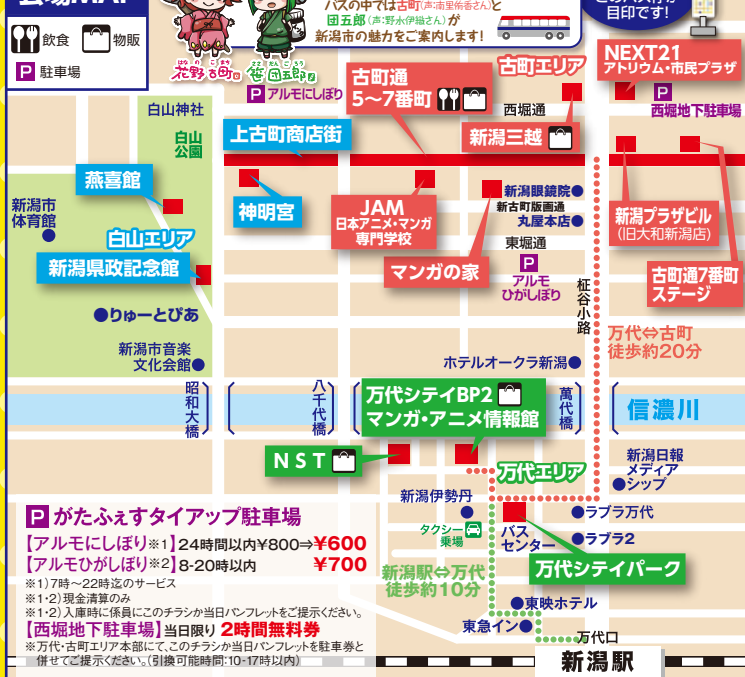 会場MAP
飲食 物販
P 駐車場
花野古町
笹団五郎
バスの中では古町(声:南里侑香さん)と
団五郎(声:野水伊織さん)が
新潟市の魅力をご案内します!
目印です!
古町エリア
NEXT21
アトリウム・市民プラザ
P
西堀地下駐車場
P アルモにしぼり
古町通
5〜7番町
西堀通
新潟三越
白山神社
白山
公園
上古町商店街
燕喜館
神明宮
JAM
日本アニメ・マンガ
専門学校
新潟眼鏡院
新古町版画通
丸屋本店
新潟プラザビル
(旧大和新潟店)
新潟市
体育館
白山エリア
新潟県政記念館
マンガの家
東堀通
P
アルモ
ひがしぼり
古町通7番町
ステージ
柾谷小路
りゅーとぴあ
万代⇔古町
徒歩約20分
新潟市音楽
文化会館
ホテルオークラ新潟
昭和大橋
八千代橋
万代シテイBP2
マンガ・アニメ情報館
萬代橋
信濃川
NST
万代エリア
新潟日報
メディア
シップ
新潟伊勢丹
タクシー
乗場
バス
センター
ラブラ万代
ラブラ2
万代シテイパーク
新潟駅⇔万代
徒歩約10分
東映ホテル
東急イン
万代口
新潟駅
P がたふぇすタイアップ駐車場
【アルモにしぼり※1】24時間以内¥800⇒¥600
【アルモひがしぼり※2】8-20時以内 ¥700
※1)7時〜22時迄のサービス
※1・2)現金清算のみ
※1・2)入庫時に係員にこのチラシか当日パンフレットをご提示ください。
【西堀地下駐車場】当日限り 2時間無料券
※万代・古町エリア本部にて、このチラシか当日パンフレットを駐車券と
併せてご提示ください。(引換可能時間:10-17時以内)